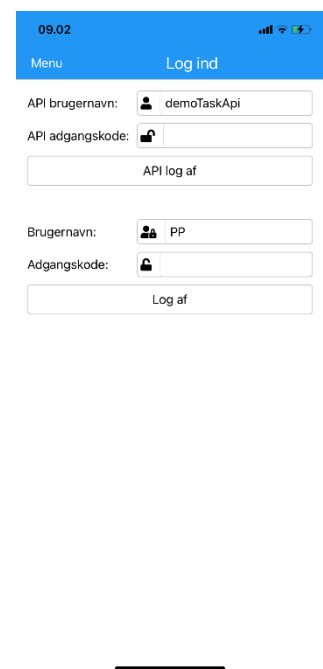 09.02
Menu Log ind
API brugernavn: demoTaskApi
API adgangskode:
API log af
Brugernavn: PP
Adgangskode:
Log af